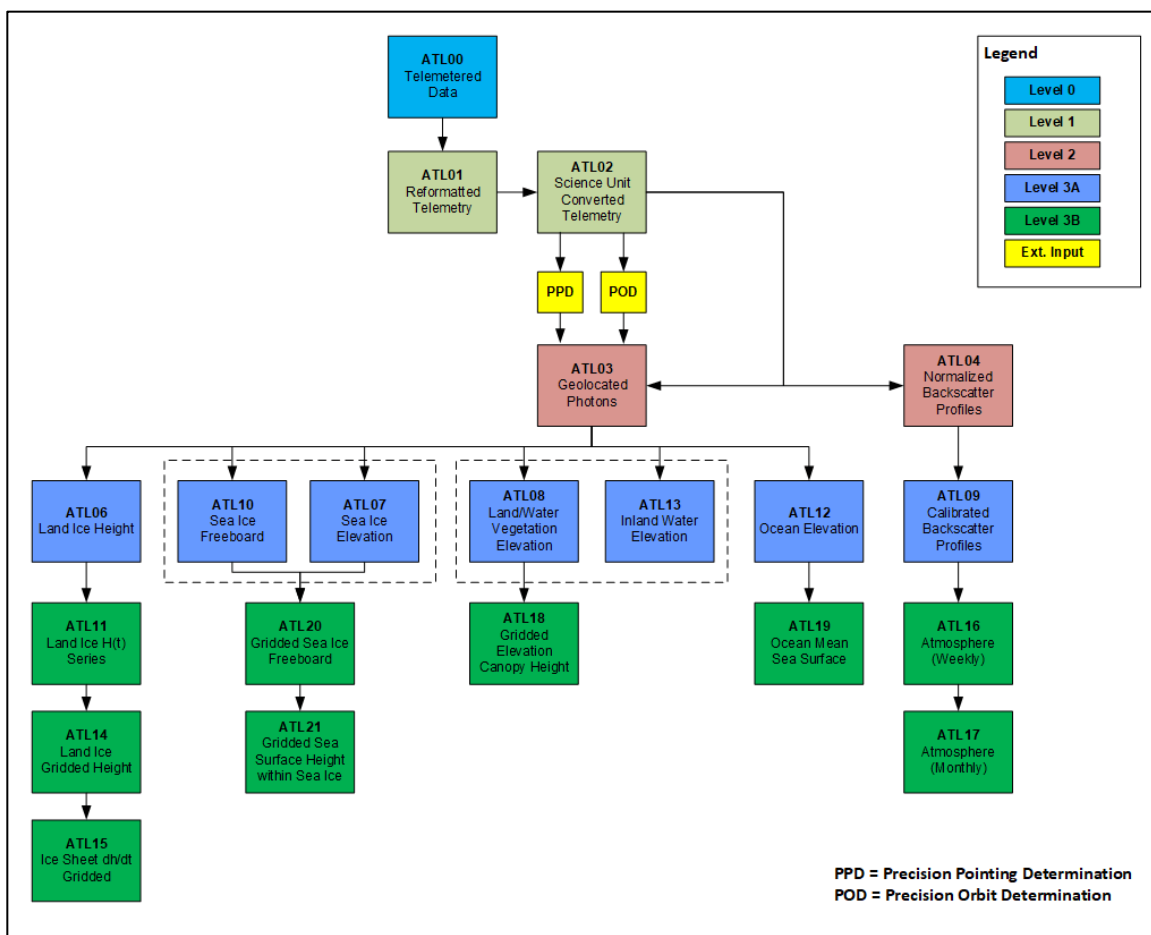 ATL00
Telemetered
Data
Legend
Level 0
Level 1
Level 2
Level 3A
Level 3B
Ext. Input
ATL01
Reformatted
Telemetry
ATL02
Science Unit
Converted
Telemetry
PPD
POD
ATL03
Geolocated
Photons
ATL04
Normalized
Backscatter
Profiles
ATL06
Land Ice Height
ATL10
Sea Ice
Freeboard
ATL07
Sea Ice
Elevation
ATL08
Land/Water
Vegetation
Elevation
ATL13
Inland Water
Elevation
ATL12
Ocean Elevation
ATL09
Calibrated
Backscatter
Profiles
ATL11
Land Ice H(t)
Series
ATL20
Gridded Sea Ice
Freeboard
ATL18
Gridded
Elevation
Canopy Height
ATL19
Ocean Mean
Sea Surface
ATL16
Atmosphere
(Weekly)
ATL14
Land Ice
Gridded Height
ATL21
Gridded Sea
Surface Height
within Sea Ice
ATL17
Atmosphere
(Monthly)
ATL15
Ice Sheet dh/dt
Gridded
PPD = Precision Pointing Determination
POD = Precision Orbit Determination